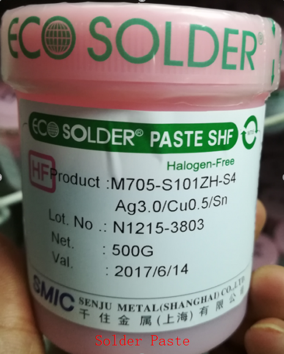 ECO SOLDER®
ECO SOLDER® PASTE SHF
Halogen-Free
HF
Product : M705-S101ZH-S4
Ag3.0/Cu0.5/Sn
Lot. No : N1215-3803
Net. : 500G
Val. : 2017/6/14
SMIC SENJU METAL(SHANGHAI) CO.,LTD
千住金属(上海)有限公司
Solder Paste